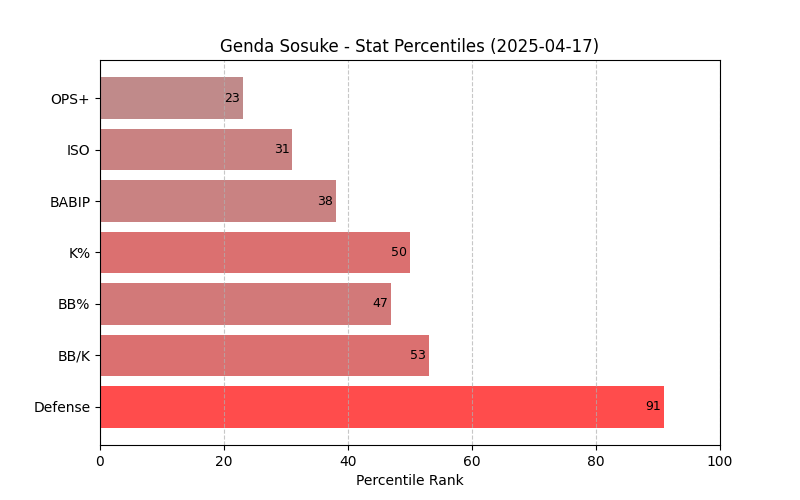 Genda Sosuke - Stat Percentiles (2025-04-17)
OPS+ 23
ISO 31
BABIP 38
K% 50
BB% 47
BB/K 53
Defense 91
0 20 40 60 80 100
Percentile Rank